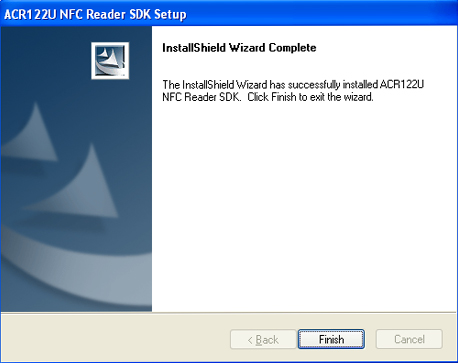 ACR122U NFC Reader SDK Setup
InstallShield Wizard Complete
The InstallShield Wizard has successfully installed ACR122U
NFC Reader SDK. Click Finish to exit the wizard.
< Back
Finish
Cancel